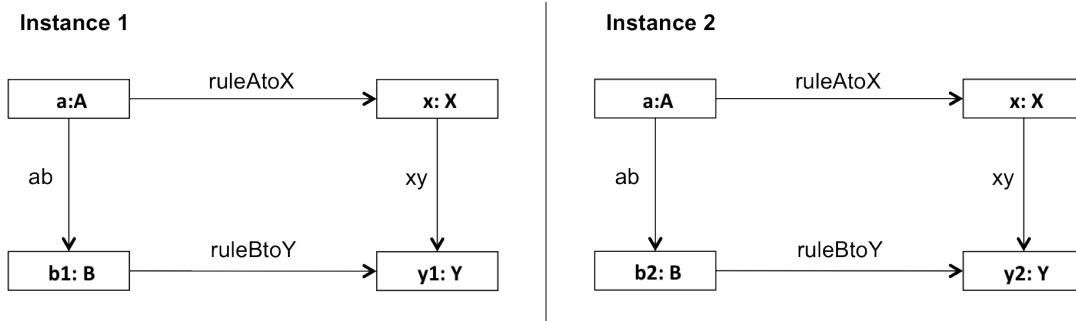 Instance 1
ruleAtoX
a:A
x: X
ab
xy
ruleBtoY
b1: B
y1: Y
Instance 2
ruleAtoX
a:A
x: X
ab
xy
ruleBtoY
b2: B
y2: Y